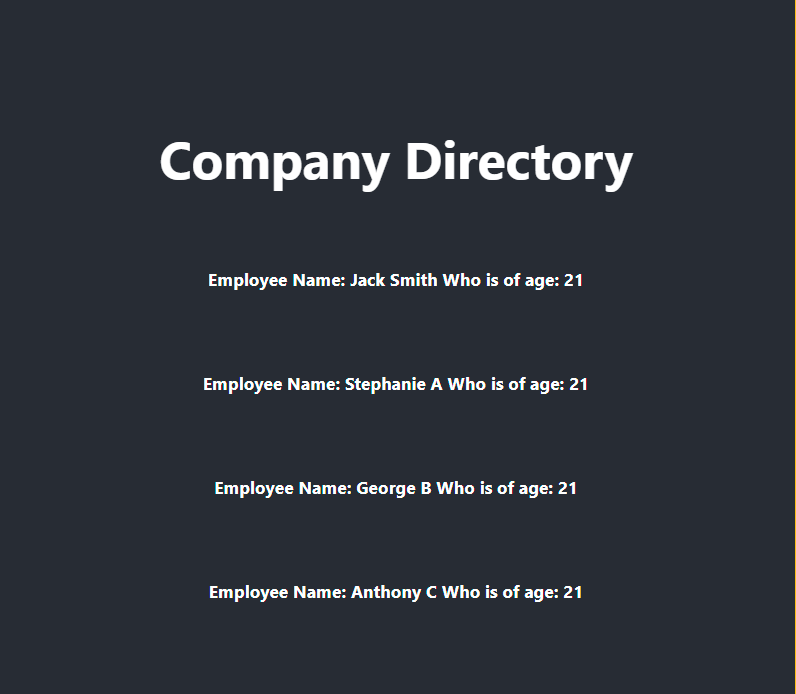 Company Directory
Employee Name: Jack Smith Who is of age: 21
Employee Name: Stephanie A Who is of age: 21
Employee Name: George B Who is of age: 21
Employee Name: Anthony C Who is of age: 21